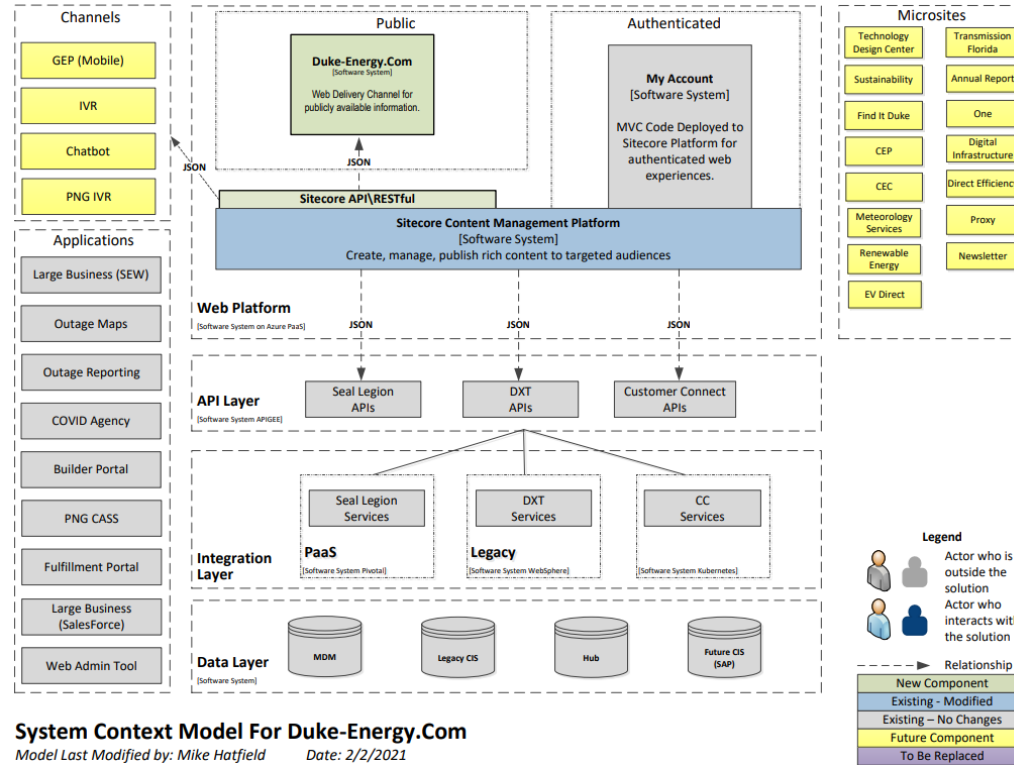 Channels
GEP (Mobile)
IVR
Chatbot
PNG IVR
Applications
Large Business (SEW)
Outage Maps
Outage Reporting
COVID Agency
Builder Portal
PNG CASS
Fulfillment Portal
Large Business
(SalesForce)
Web Admin Tool
Public
Duke-Energy.Com
[Software System]
Web Delivery Channel for
publicly available information.
Authenticated
My Account
[Software System]
MVC Code Deployed to
Sitecore Platform for
authenticated web
experiences.
JSON
JSON
Sitecore API\RESTful
Sitecore Content Management Platform
[Software System]
Create, manage, publish rich content to targeted audiences
Web Platform
[Software System on Azure PaaS]
JSON
JSON
JSON
API Layer
[Software System APIGEE]
Seal Legion
APIs
DXT
APIs
Customer Connect
APIs
Integration
Layer
Seal Legion
Services
PaaS
[Software System Pivotal]
DXT
Services
Legacy
[Software System WebSphere]
CC
Services
[Software System Kubernetes]
Data Layer
[Software System]
MDM
Legacy CIS
Hub
Future CIS
(SAP)
Microsites
Technology
Design Center
Sustainability
Find It Duke
CEP
CEC
Meteorology
Services
Renewable
Energy
EV Direct
Transmission
Florida
Annual Report
One
Digital
Infrastructure
Direct Efficienc
Proxy
Newsletter
Legend
Actor who is
outside the
solution
Actor who
interacts with
the solution
Relationship
New Component
Existing - Modified
Existing – No Changes
Future Component
To Be Replaced
System Context Model For Duke-Energy.Com
Model Last Modified by: Mike Hatfield Date: 2/2/2021